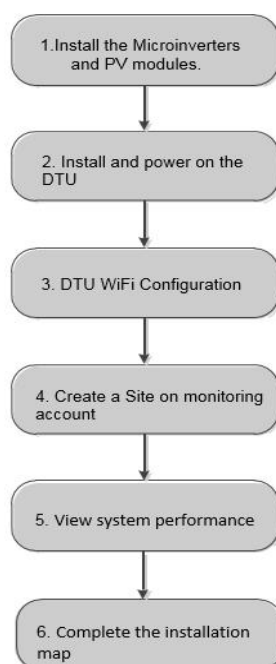 1.Install the Microinverters
and PV modules.
2. Install and power on the
DTU
3. DTU WiFi Configuration
4. Create a Site on monitoring
account
5. View system performance
6. Complete the installation
map